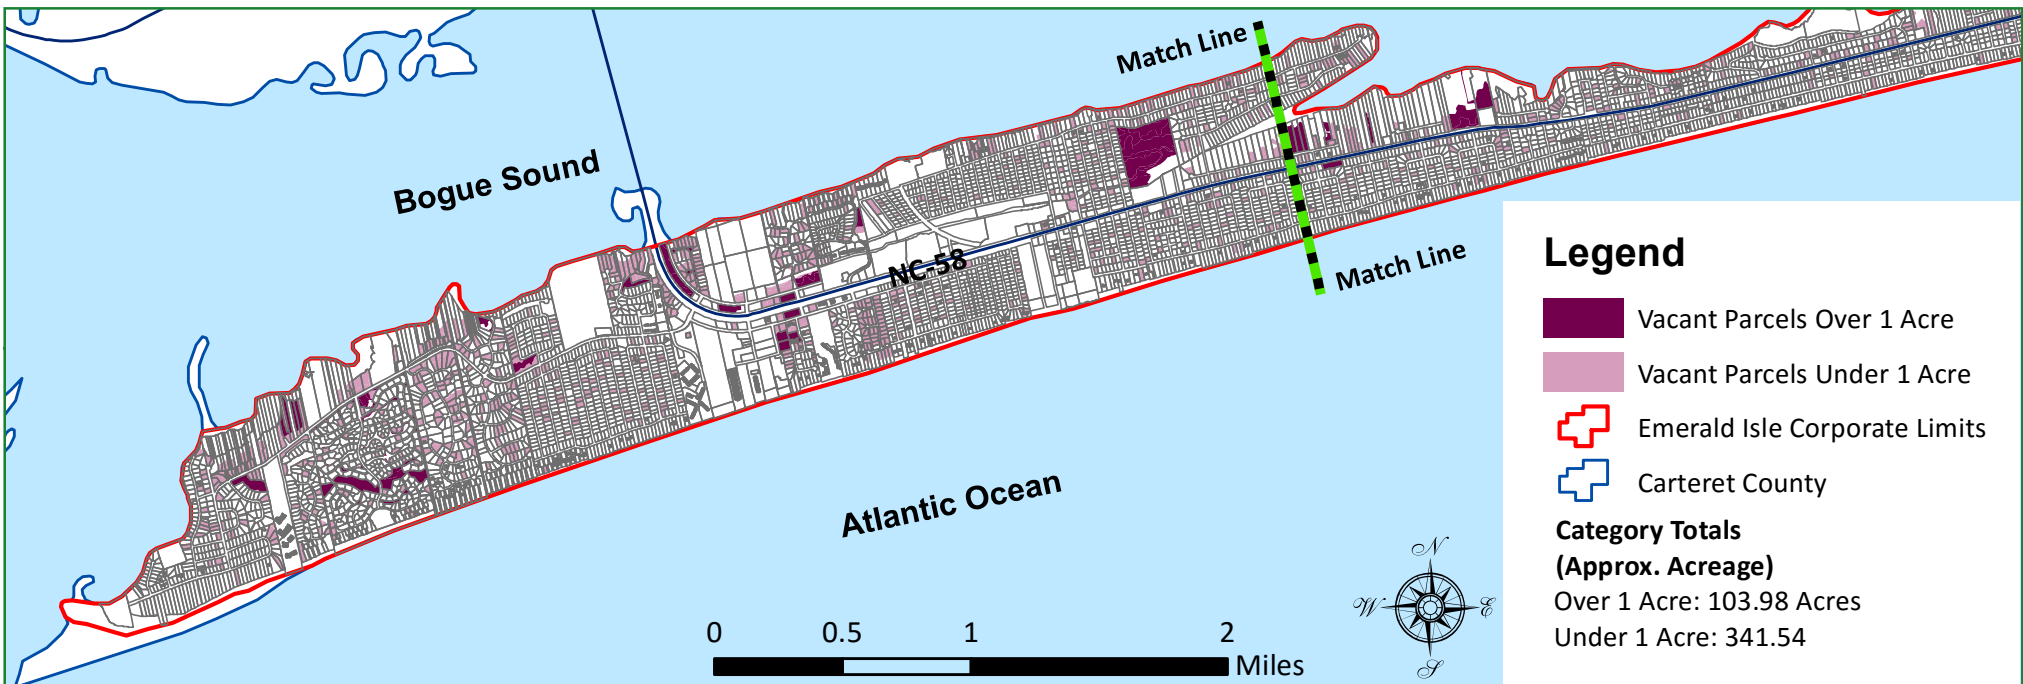 Match Line
Bogue Sound
NC-58
Match Line
Atlantic Ocean
Legend
Vacant Parcels Over 1 Acre
Vacant Parcels Under 1 Acre
Emerald Isle Corporate Limits
Carteret County
Category Totals
(Approx. Acreage)
Over 1 Acre: 103.98 Acres
Under 1 Acre: 341.54
N
W E
S
0 0.5 1 2
Miles